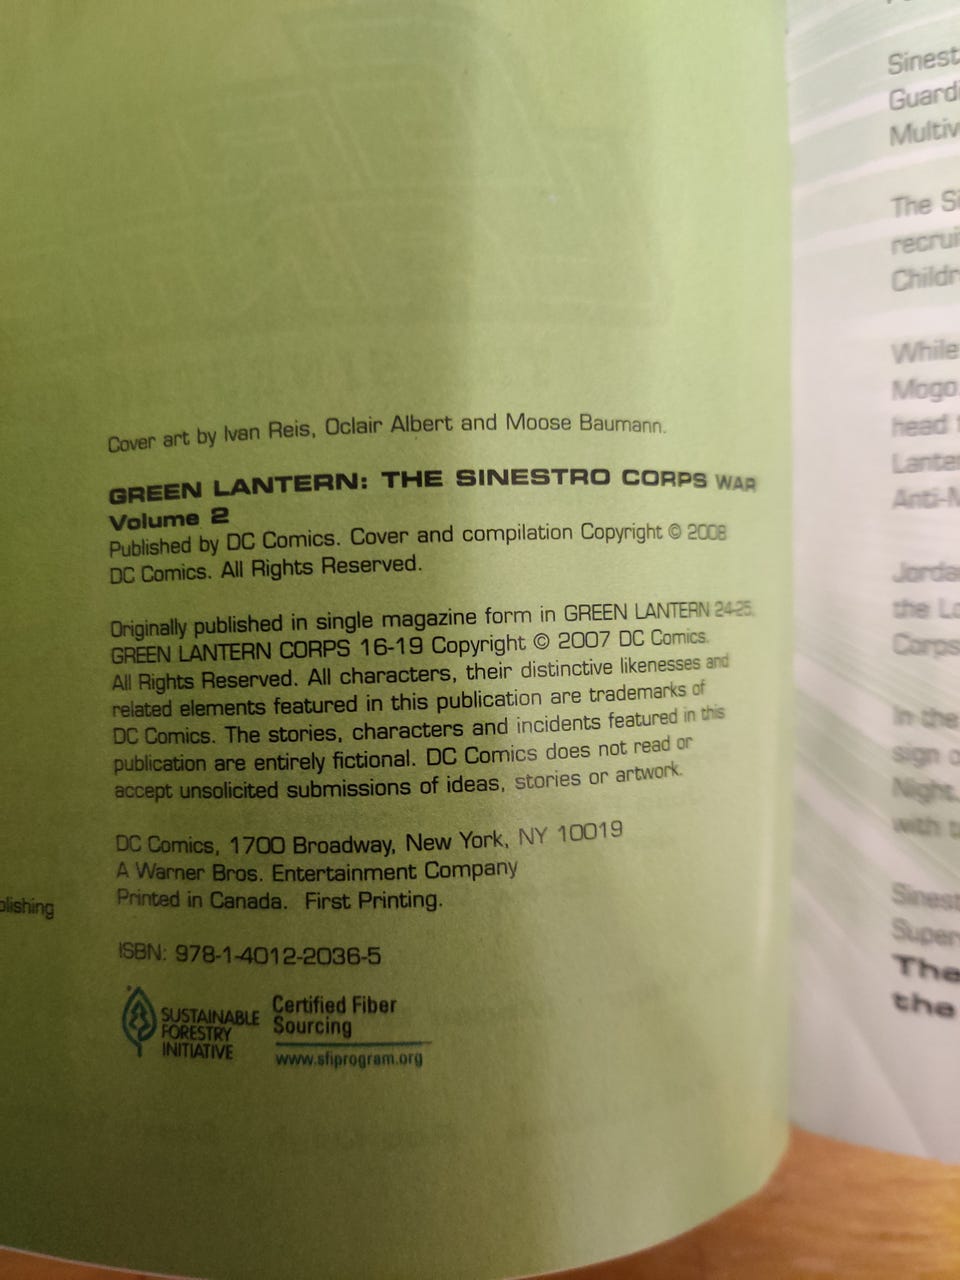 Cover art by Ivan Reis, Oclair Albert and Moose Baumann.
GREEN LANTERN: THE SINESTRO CORPS WAR
Volume 2
Published by DC Comics. Cover and compilation Copyright © 2008
DC Comics. All Rights Reserved.
Originally published in single magazine form in GREEN LANTERN 24-25,
GREEN LANTERN CORPS 16-19 Copyright © 2007 DC Comics.
All Rights Reserved. All characters, their distinctive likenesses and
related elements featured in this publication are trademarks of
DC Comics. The stories, characters and incidents featured in this
publication are entirely fictional. DC Comics does not read or
accept unsolicited submissions of ideas, stories or artwork.
DC Comics, 1700 Broadway, New York, NY 10019
A Warner Bros. Entertainment Company
Printed in Canada. First Printing.
ISBN: 978-1-4012-2036-5
SUSTAINABLE
FORESTRY
INITIATIVE
Certified Fiber
Sourcing
www.sfiprogram.org
blishing
Sinest
Guardi
Multiv
The Si
recrui
Childr
While
Mogo
head
Lanter
Anti-M
Jorda
the Lo
Corps
In the
sign o
Night,
with t
Sinest
Super
The
the